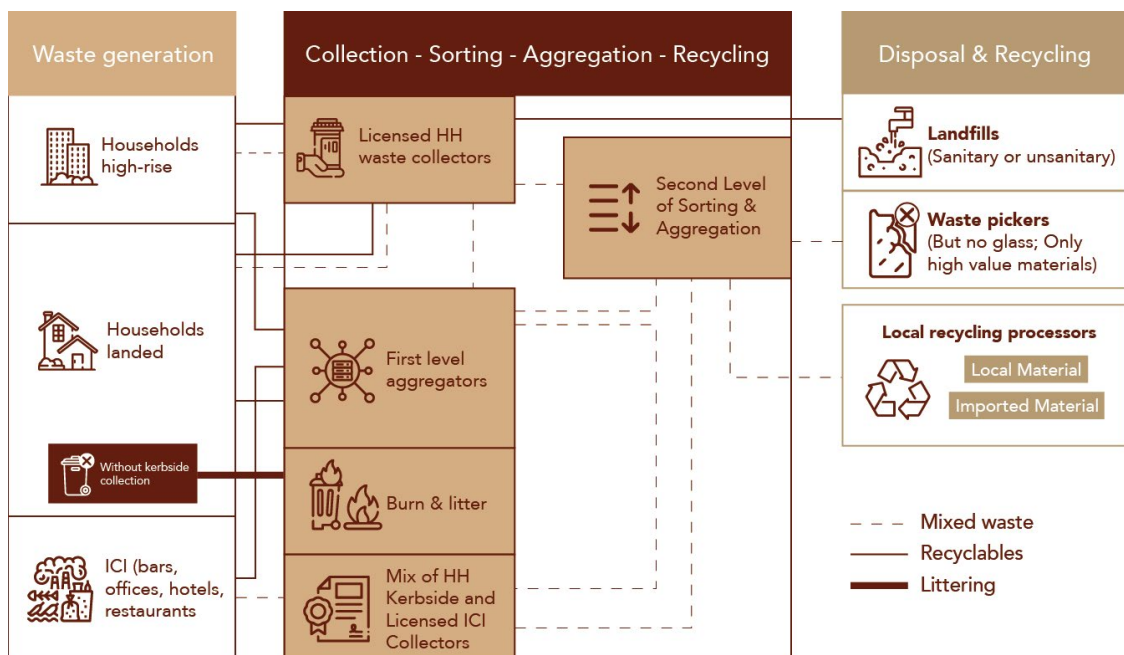 Waste generation
Collection - Sorting - Aggregation - Recycling
Disposal & Recycling
Households
high-rise
Households
landed
Without kerbside
collection
ICI (bars,
offices, hotels,
restaurants
Licensed HH
waste collectors
First level
aggregators
Burn & litter
Mix of HH
Kerbside and
Licensed ICI
Collectors
Second Level
of Sorting &
Aggregation
Landfills
(Sanitary or unsanitary)
Waste pickers
(But no glass; Only
high value materials)
Local recycling processors
Local Material
Imported Material
Mixed waste
Recyclables
Littering